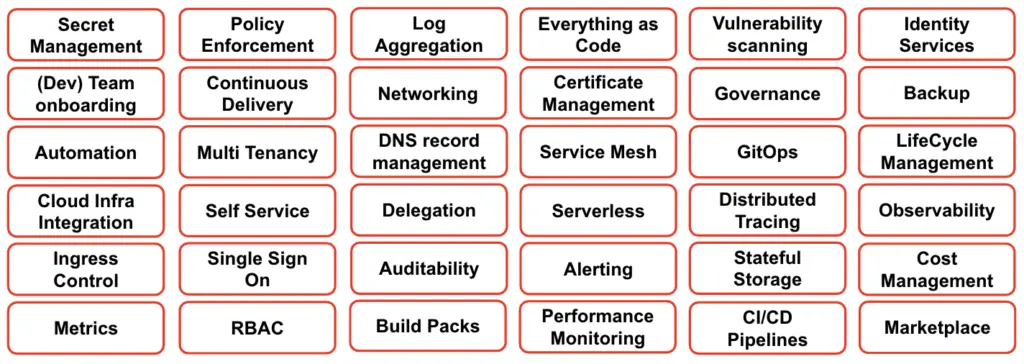 Secret
Management
Policy
Enforcement
Log
Aggregation
Everything as
Code
Vulnerability
scanning
Identity
Services
(Dev) Team
onboarding
Continuous
Delivery
Networking
Certificate
Management
Governance
Backup
Automation
Multi Tenancy
DNS record
management
Service Mesh
GitOps
LifeCycle
Management
Cloud Infra
Integration
Self Service
Delegation
Serverless
Distributed
Tracing
Observability
Ingress
Control
Single Sign
On
Auditability
Alerting
Stateful
Storage
Cost
Management
Metrics
RBAC
Build Packs
Performance
Monitoring
CI/CD
Pipelines
Marketplace